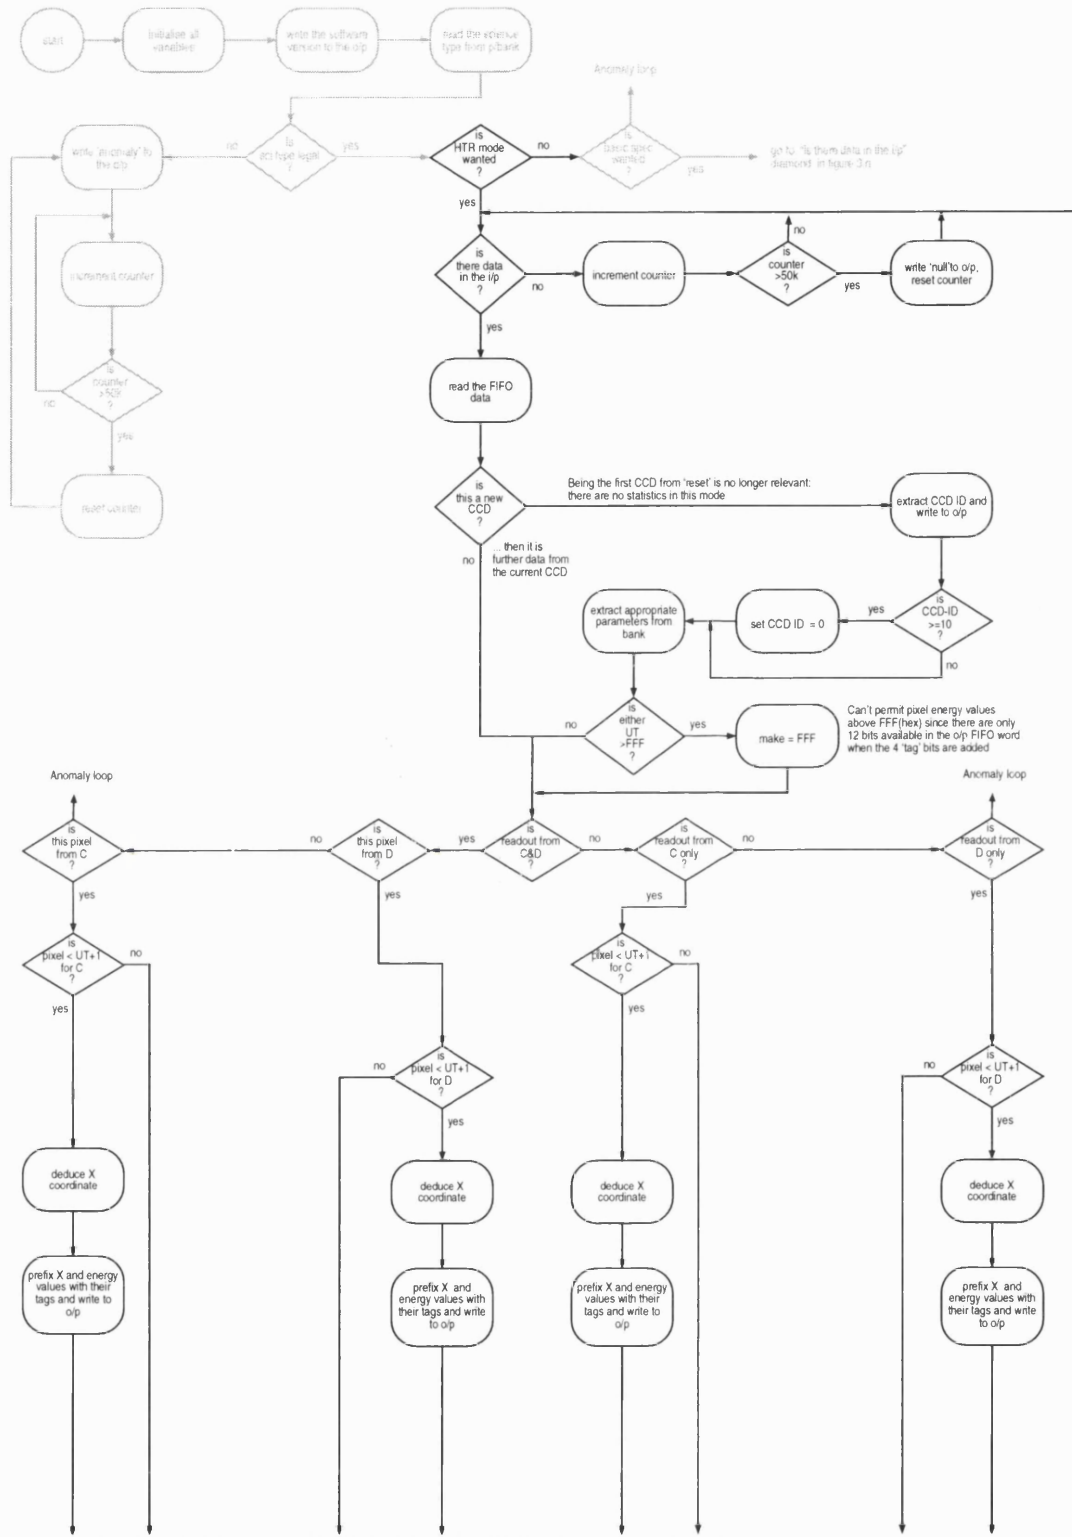 start
initialise all
variables
write the software
version to the o/p
read the science
type from p/bank
Anomaly loop
write 'anomaly' to
the o/p
no
is
sci type legal
?
yes
is
HTR mode
wanted
?
no
is
basic spec
wanted
?
yes
go to "is there data in the i/p"
diamond in figure 3.n
yes
increment counter
is
there data
in the i/p
?
no
increment counter
no
is
counter
>50k
?
yes
write 'null' to o/p,
reset counter
yes
is
counter
>50k
?
no
yes
read the FIFO
data
reset counter
is
this a new
CCD
?
Being the first CCD from 'reset' is no longer relevant:
there are no statistics in this mode
extract CCD ID and
write to o/p
no
... then it is
further data from
the current CCD
extract appropriate
parameters from
bank
set CCD ID = 0
yes
is
CCD-ID
>=10
?
no
no
is
either
UT
>FFF
?
yes
make = FFF
Can't permit pixel energy values
above FFF(hex) since there are only
12 bits available in the o/p FIFO word
when the 4 'tag' bits are added
Anomaly loop
Anomaly loop
is
this pixel
from C
?
no
is
this pixel
from D
?
yes
is
readout from
C&D
?
no
is
readout from
C only
?
no
is
readout from
D only
?
yes
yes
yes
yes
is
pixel < UT+1
for C
?
no
yes
is
pixel < UT+1
for C
?
no
yes
no
is
pixel < UT+1
for D
?
yes
no
is
pixel < UT+1
for D
?
yes
deduce X
coordinate
deduce X
coordinate
deduce X
coordinate
deduce X
coordinate
prefix X and energy
values with their
tags and write to
o/p
prefix X and
energy values with
their tags and write
to o/p
prefix X and energy
values with their
tags and write to
o/p
prefix X and
energy values with
their tags and write
to o/p